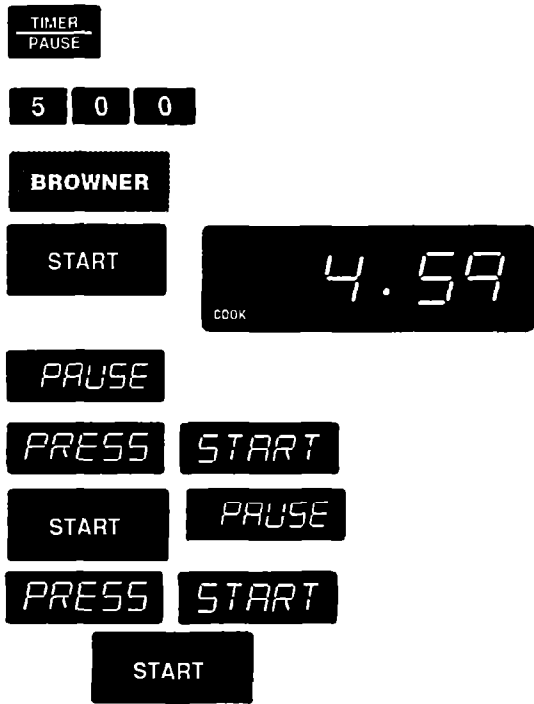 TIMER
PAUSE
5 0 0
BROWNER
START 4.59
COOK
PAUSE
PRESS START
START PAUSE
PRESS START
START